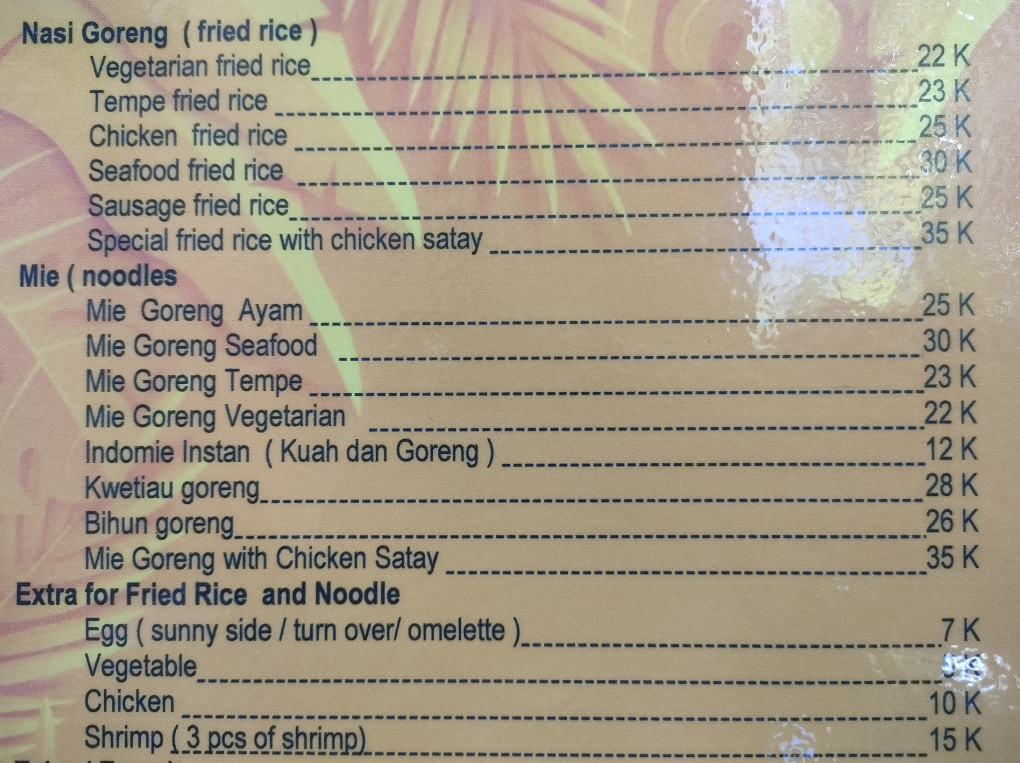 Nasi Goreng ( fried rice )
Vegetarian fried rice 22 K
Tempe fried rice 23 K
Chicken fried rice 25 K
Seafood fried rice 30 K
Sausage fried rice 25 K
Special fried rice with chicken satay 35 K
Mie ( noodles
Mie Goreng Ayam 25 K
Mie Goreng Seafood 30 K
Mie Goreng Tempe 23 K
Mie Goreng Vegetarian 22 K
Indomie Instan ( Kuah dan Goreng ) 12 K
Kwetiau goreng 28 K
Bihun goreng 26 K
Mie Goreng with Chicken Satay 35 K
Extra for Fried Rice and Noodle
Egg ( sunny side / turn over/ omelette ) 7 K
Vegetable K
Chicken 10 K
Shrimp ( 3 pcs of shrimp) 15 K